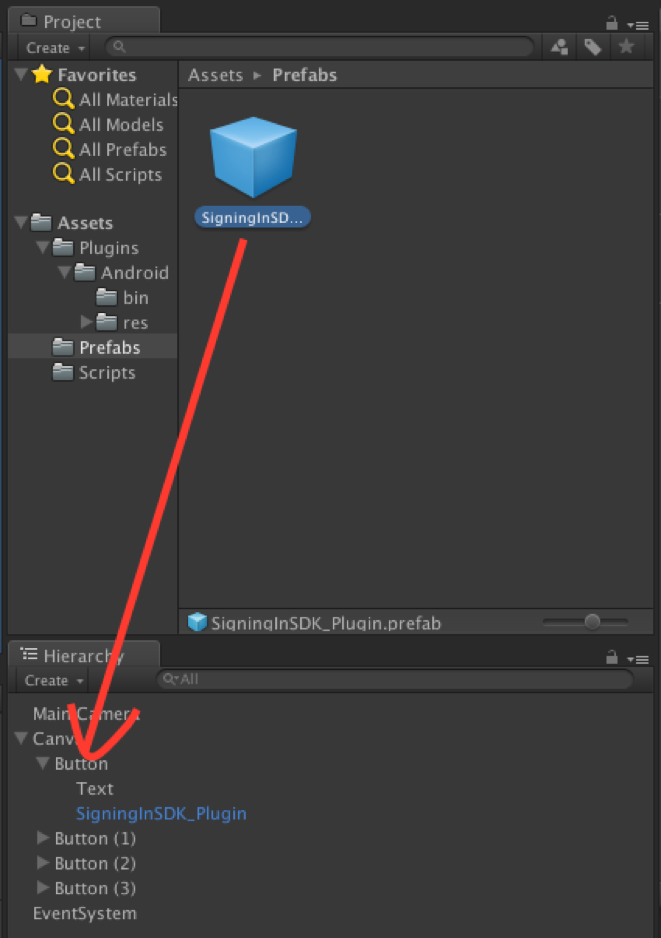 Project
Create
Favorites
All Materials
All Models
All Prefabs
All Scripts
Assets
Plugins
Android
bin
res
Prefabs
Scripts
Assets ▸ Prefabs
SigningInSD...
SigningInSDK_Plugin.prefab
Hierarchy
Create
All
Main Camera
Canv
Button
Text
SigningInSDK_Plugin
Button (1)
Button (2)
Button (3)
EventSystem